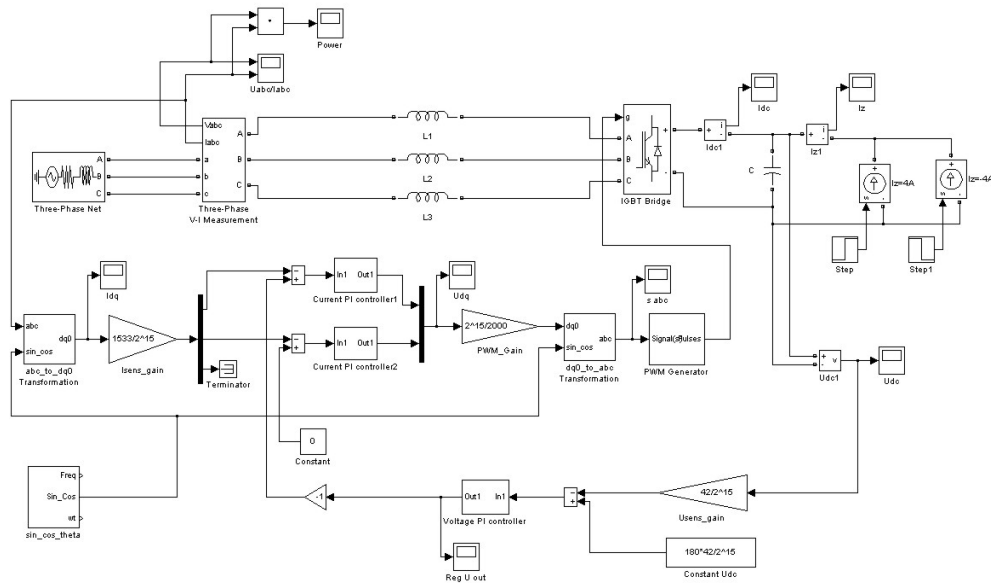 Power
Uabc/Iabc
Idc
Iz
Vabc
Iabc
A
a
B
b
C
c
A
B
C
Three-Phase Net
Three-Phase
V-I Measurement
L1
L2
L3
g
A
B
C
+
-
IGBT Bridge
+
i
-
Idc1
C
+
i
-
Iz1
Iz=4A
Iz=-4A
Step
Step1
Idq
abc
sin_cos
dq0
abc_to_dq0
Transformation
1533/2^15
Isens_gain
Terminator
In1
Out1
Current PI controller1
In1
Out1
Current PI controller2
Udq
2^15/2000
PWM_Gain
dq0
sin_cos
abc
dq0_to_abc
Transformation
s abc
Signal(s)Pulses
PWM Generator
+
-
v
Udc1
Udc
0
Constant
Freq
Sin_Cos
wt
sin_cos_theta
-1
Out1
In1
Voltage PI controller
Reg U out
42/2^15
Usens_gain
180*42/2^15
Constant Udc